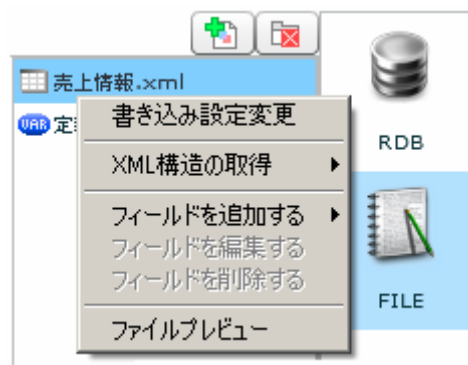 売上情報.xml
VAR 定
書き込み設定変更
XML構造の取得
フィールドを追加する
フィールドを編集する
フィールドを削除する
ファイルプレビュー
RDB
FILE